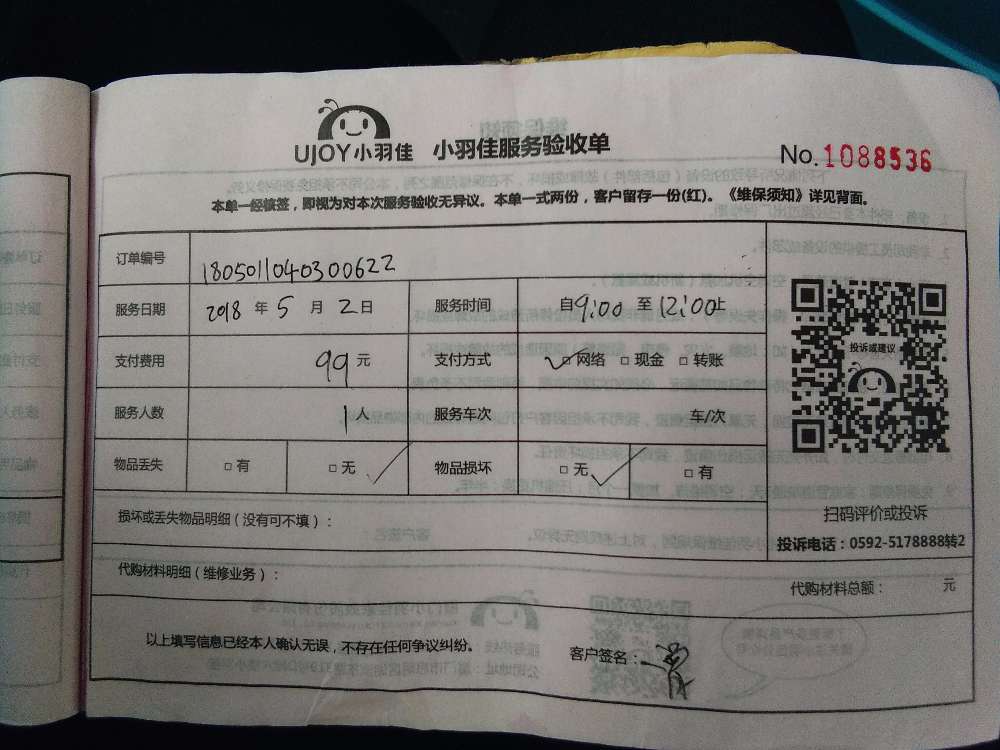 UJOY小羽佳 小羽佳服务验收单
No.1088536
本单一经核签，即视为对本次服务验收无异议。本单一式两份，客户留存一份(红)。《维保须知》详见背面。
订单编号 1805011040300622
服务日期 2018 年 5 月 2 日 服务时间 自9:00 至 12:00止
支付费用 99 元 支付方式 ✓□网络 □现金 □转账
服务人数 1 人 服务车次 车/次
物品丢失 □有 □无 ✓ 物品损坏 □无 ✓ □有
投诉或建议
扫码评价或投诉
投诉电话：0592-5178888转2
损坏或丢失物品明细（没有可不填）：
代购材料明细（维修业务）：
代购材料总额： 元
以上填写信息已经本人确认无误，不存在任何争议纠纷。
客户签名：